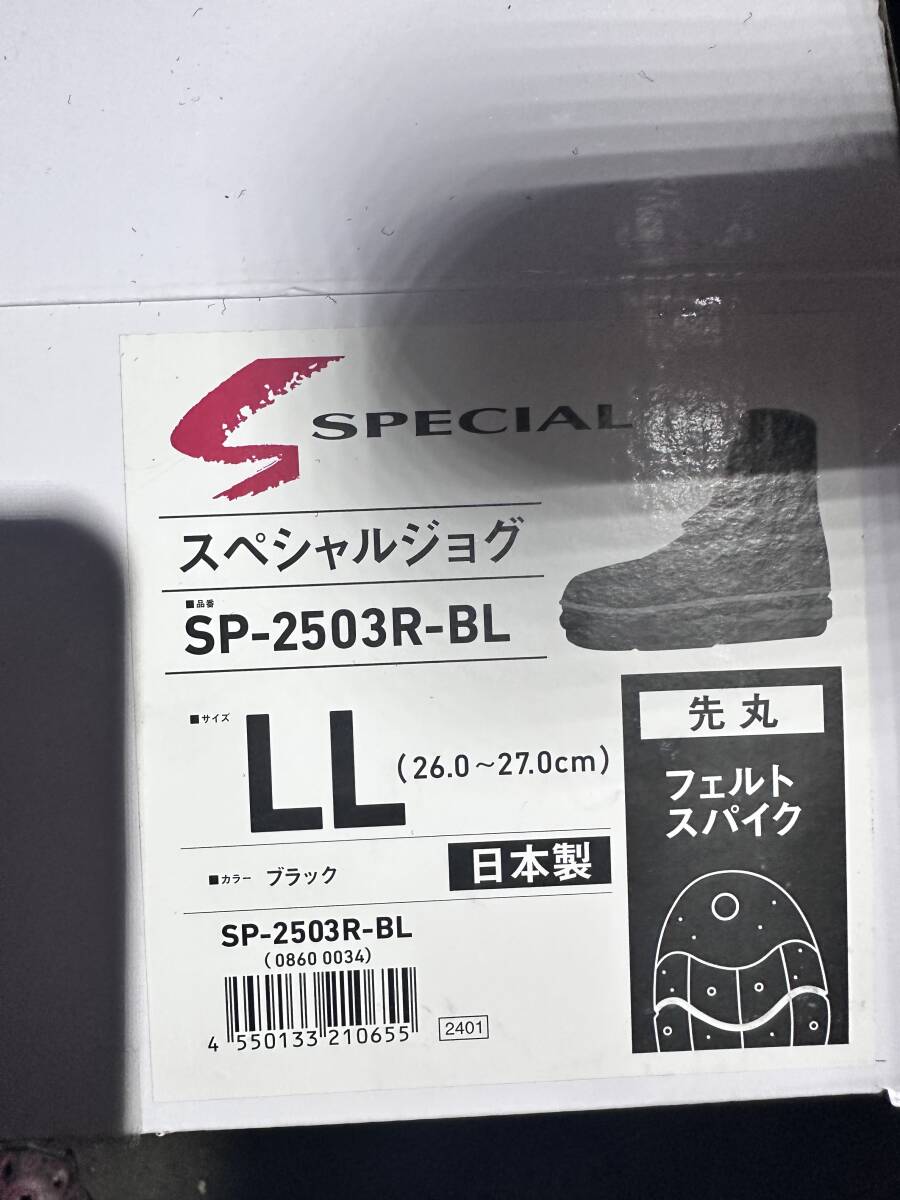 SPECIAL
スペシャルジョグ
■品番
SP-2503R-BL
■サイズ
LL
(26.0~27.0cm)
先丸
フェルト
スパイク
■カラー ブラック
日本製
SP-2503R-BL
(0860 0034)
4 550133 210655
2401